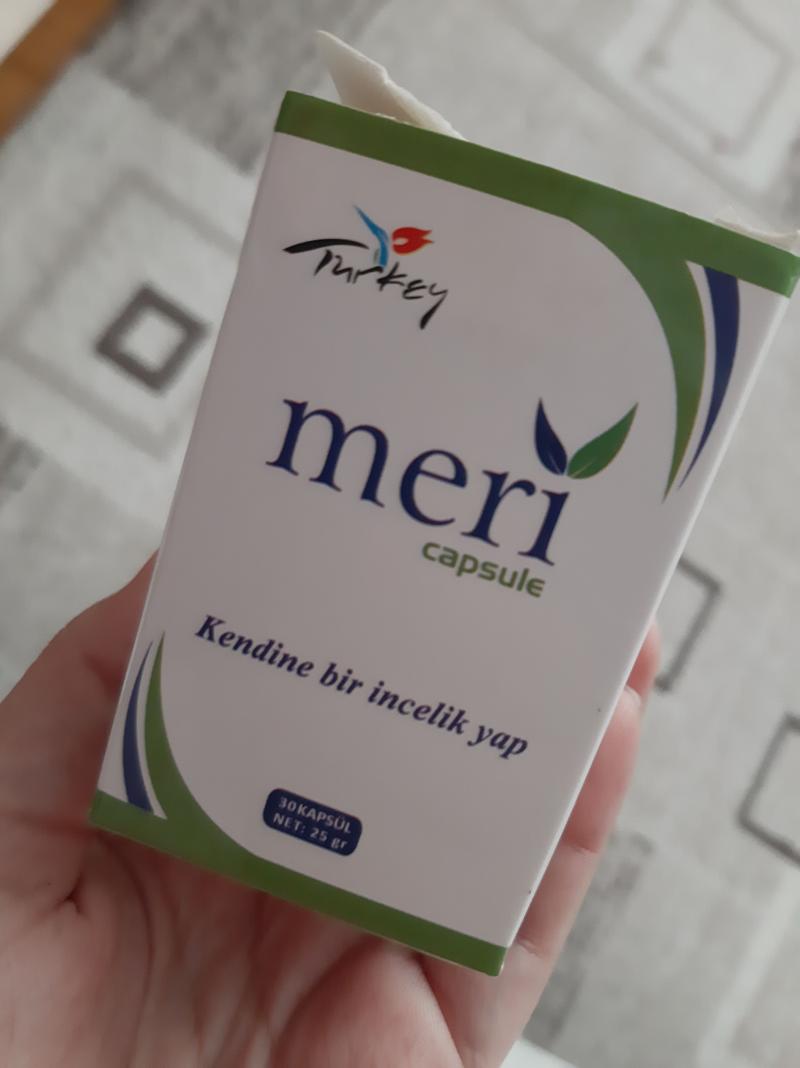 Turkey
meri
capsule
Kendine bir incelik yap
30 KAPSÜL
NET: 25 gr